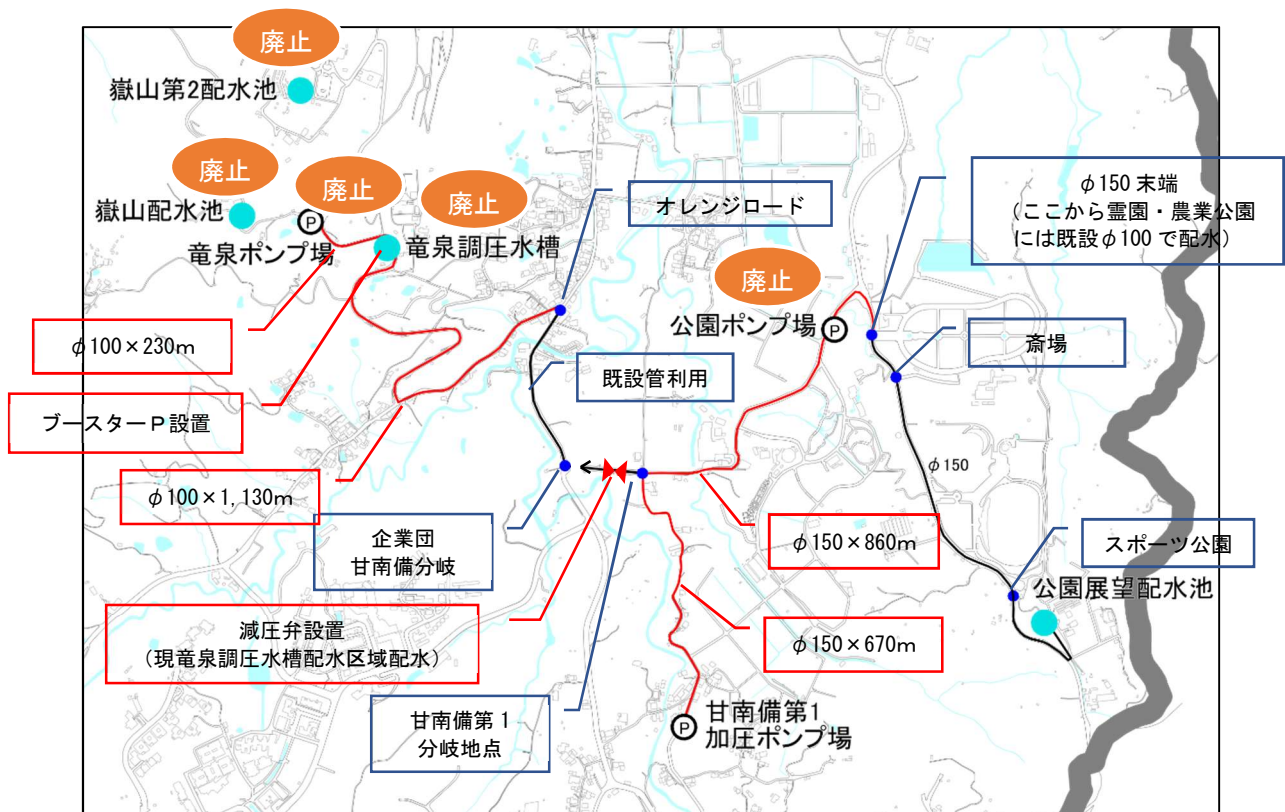 廃止
嶽山第2配水池
廃止
廃止
廃止
嶽山配水池
P
竜泉ポンプ場
竜泉調圧水槽
オレンジロード
φ150 末端
(ここから霊園・農業公園
には既設φ100 で配水)
廃止
公園ポンプ場
P
φ100×230m
既設管利用
斎場
ブースターP 設置
φ100×1,130m
φ150
企業団
甘南備分岐
φ150×860m
スポーツ公園
公園展望配水池
減圧弁設置
(現竜泉調圧水槽配水区域配水)
φ150×670m
甘南備第1
分岐地点
P
甘南備第1
加圧ポンプ場